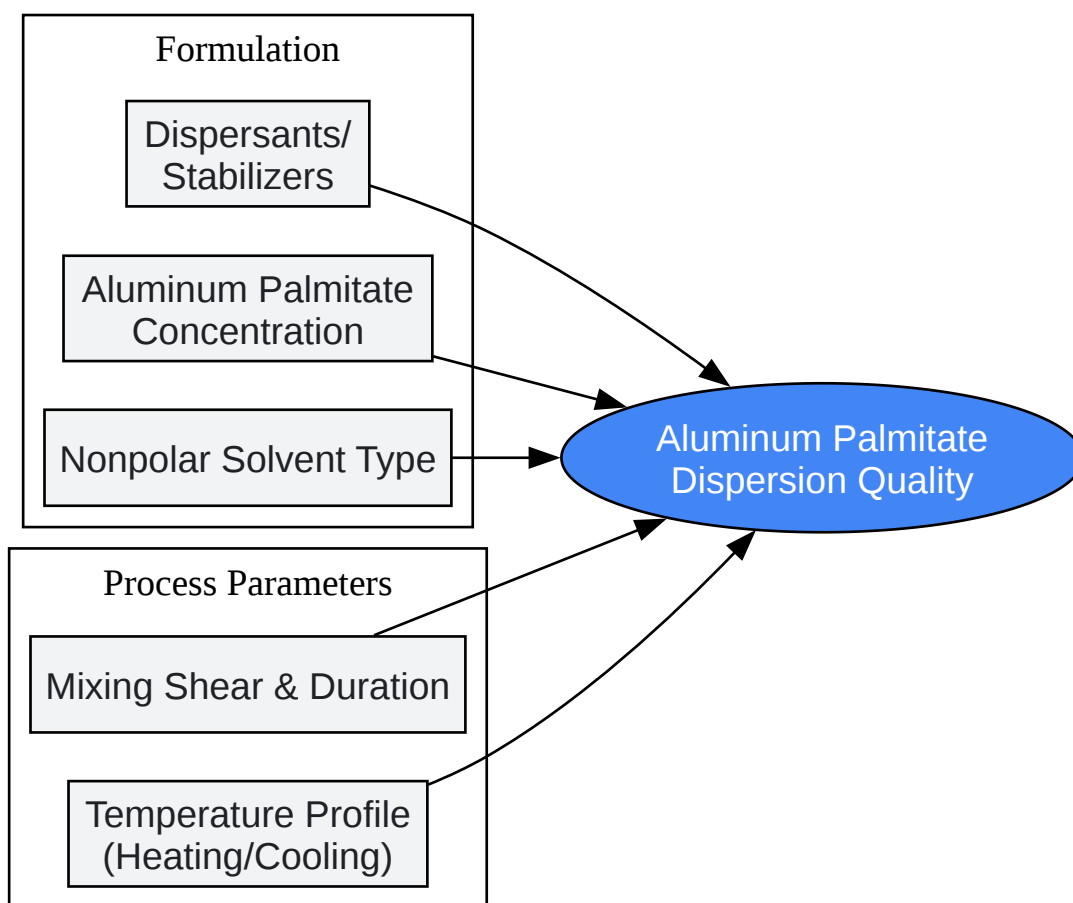 Formulation
Dispersants/
Stabilizers
Aluminum Palmitate
Concentration
Nonpolar Solvent Type
Aluminum Palmitate
Dispersion Quality
Process Parameters
Mixing Shear & Duration
Temperature Profile
(Heating/Cooling)